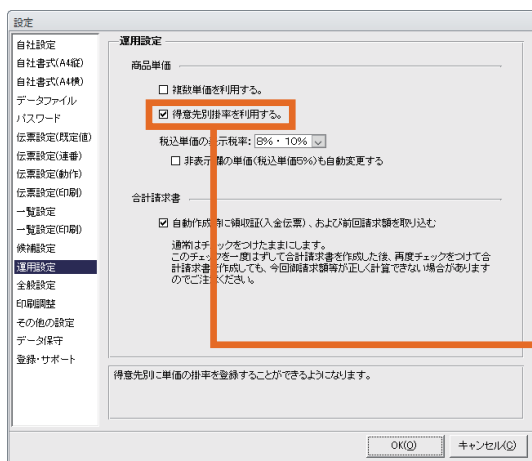 設定
自社設定
自社書式(A4縦)
自社書式(A4横)
データファイル
パスワード
伝票設定(既定値)
伝票設定(連番)
伝票設定(動作)
伝票設定(印刷)
一覧設定
一覧設定(印刷)
候補設定
運用設定
全般設定
印刷調整
その他の設定
データ保守
登録・サポート
運用設定
商品単価
複数単価を利用する。
得意先別掛率を利用する。
税込単価の表示税率: 8%・10%
非表示欄の単価(税込単価5%)も自動変更する
合計請求書
自動作成時に領収証(入金伝票)、および前回請求額を取り込む
通常はチェックをつけたままにします。
このチェックを一度はずして合計請求書を作成した後、再度チェックをつけて合
計請求書を作成しても、今回御請求額等が正しく計算できない場合があります
のでご注意ください。
得意先別に単価の掛率を登録することができるようになります。
OK(O)
キャンセル(C)